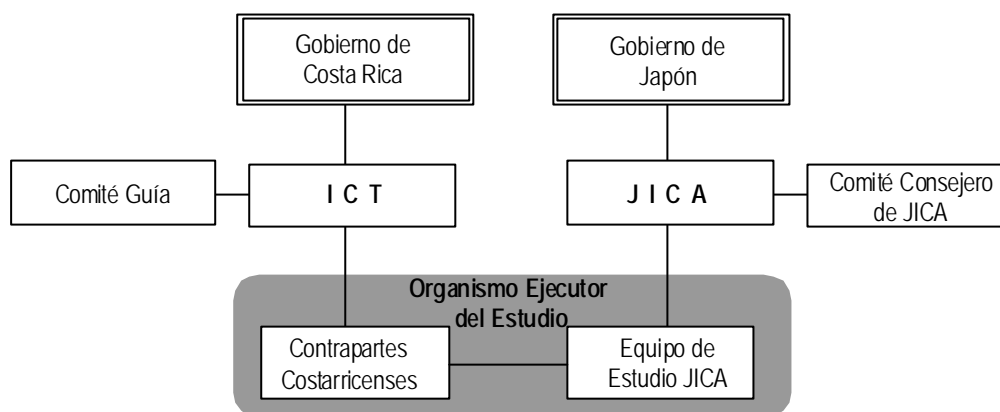 Gobierno de
Costa Rica
Gobierno de
Japón
Comité Guía
I C T
J I C A
Comité Consejero
de JICA
Organismo Ejecutor
del Estudio
Contrapartes
Costarricenses
Equipo de
Estudio JICA